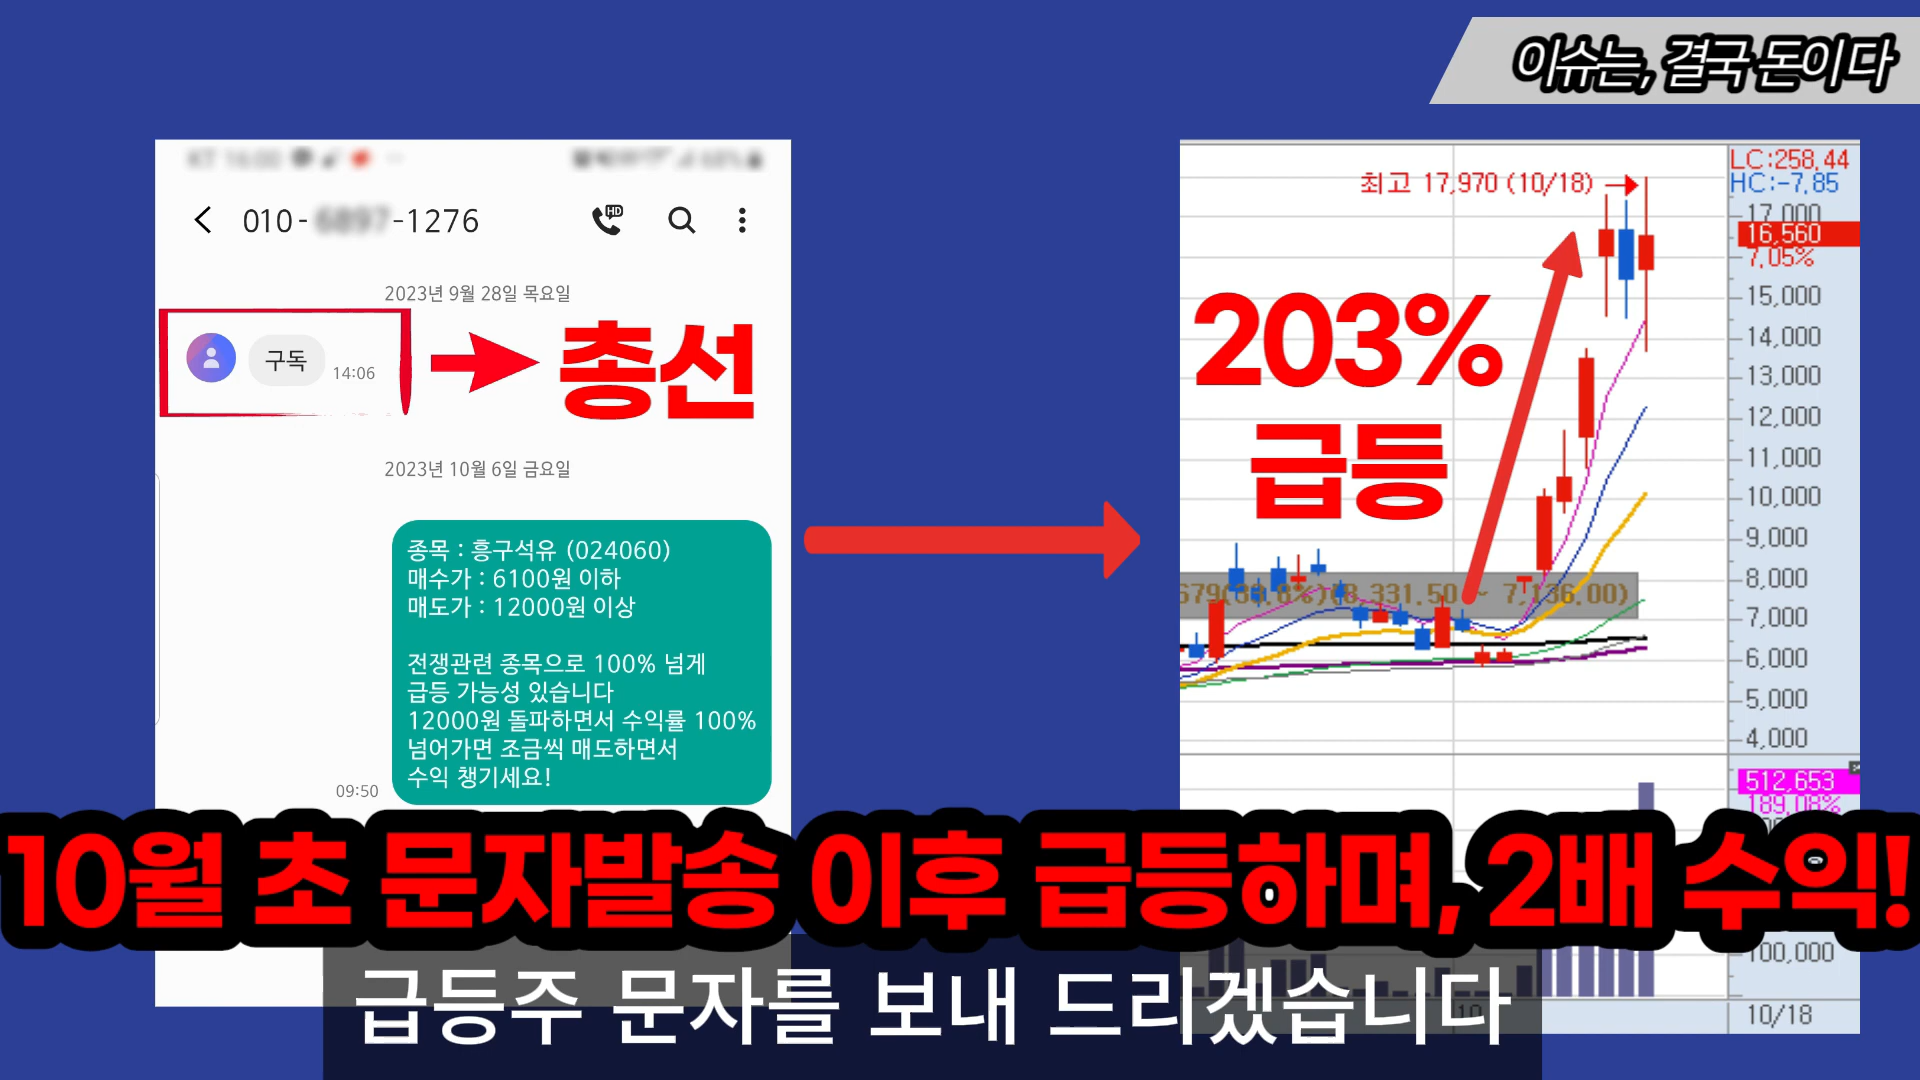 이슈는, 결국 돈이다
010-
-1276
2023년 9월 28일 목요일
구독
14:06
총선
2023년 10월 6일 금요일
종목 : 흥구석유 (024060)
매수가 : 6100원 이하
매도가 : 12000원 이상
전쟁관련 종목으로 100% 넘게
급등 가능성 있습니다
12000원 돌파하면서 수익률 100%
넘어가면 조금씩 매도하면서
수익 챙기세요!
09:50
최고 17,970 (10/18)
LC:258,44
HC:-7,85
17,000
16,560
7,05%
15,000
14,000
13,000
12,000
11,000
10,000
9,000
8,000
7,000
6,000
5,000
4,000
203%
급등
(8,331.50 ~ 7,136.00)
512,653
189,08%
10월 초 문자발송 이후 급등하며, 2배 수익!
100,000
급등주 문자를 보내 드리겠습니다
10
10/18